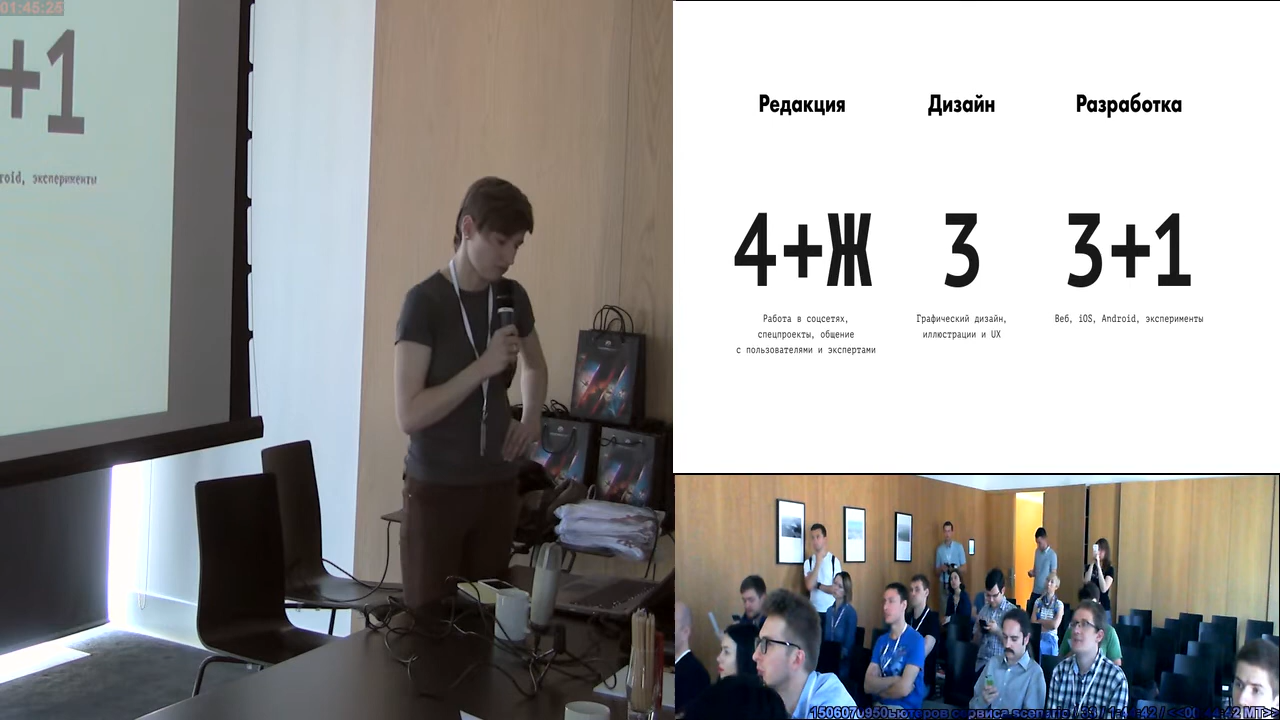 01:45:25
+1
roid, эксперименты
Редакция
Дизайн
Разработка
4+Ж
3
3+1
Работа в соцсетях,
спецпроекты, общение
с пользователями и экспертами
Графический дизайн,
иллюстрации и UX
Веб, iOS, Android, эксперименты